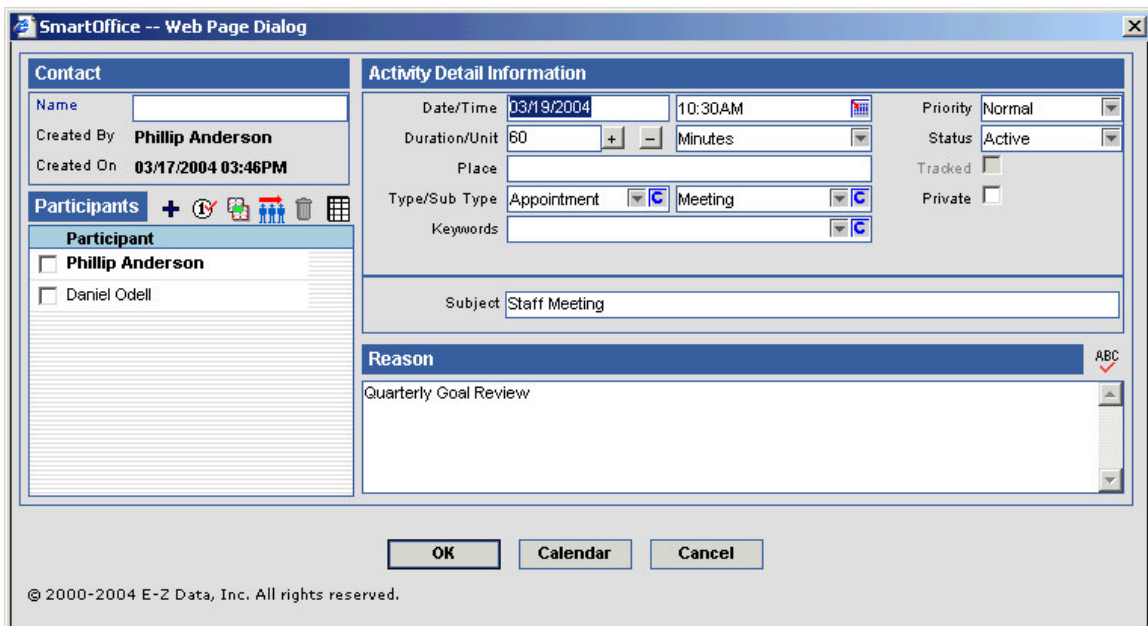 SmartOffice -- Web Page Dialog
Contact
Name
Created By Phillip Anderson
Created On 03/17/2004 03:46PM
Participants
Participant
Phillip Anderson
Daniel Odell
Activity Detail Information
Date/Time 03/19/2004 10:30AM Priority Normal
Duration/Unit 60 + - Minutes Status Active
Place Tracked
Type/Sub Type Appointment C Meeting C Private
Keywords C
Subject Staff Meeting
Reason ABC
Quarterly Goal Review
OK Calendar Cancel
© 2000-2004 E-Z Data, Inc. All rights reserved.